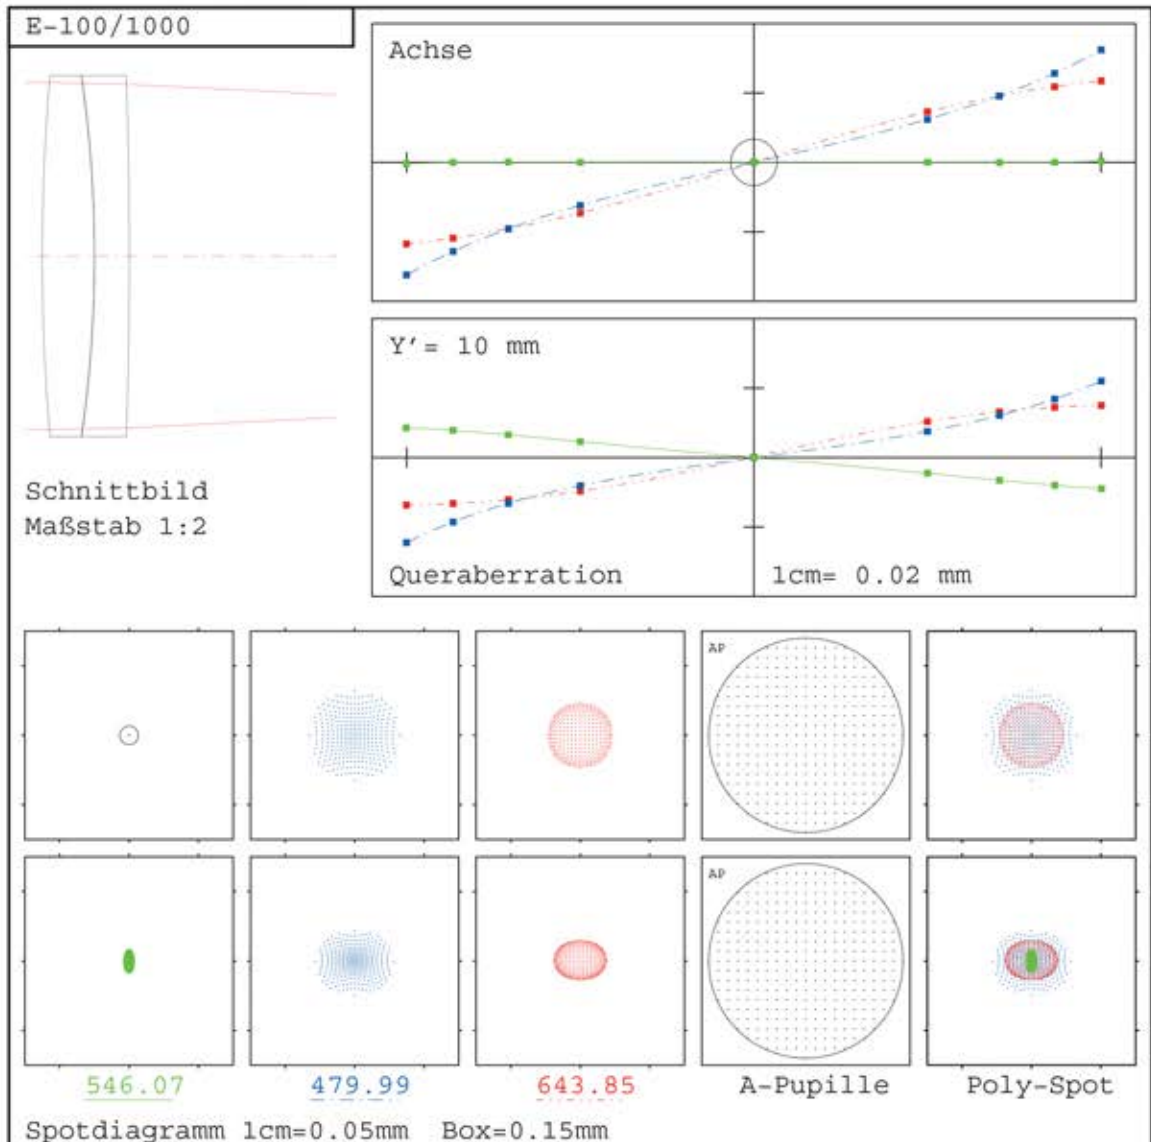 E-100/1000
Achse
Y'= 10 mm
Schnittbild
Maßstab 1:2
Queraberration 1cm= 0.02 mm
AP
AP
546.07 479.99 643.85 A-Pupille Poly-Spot
Spotdiagramm 1cm=0.05mm Box=0.15mm